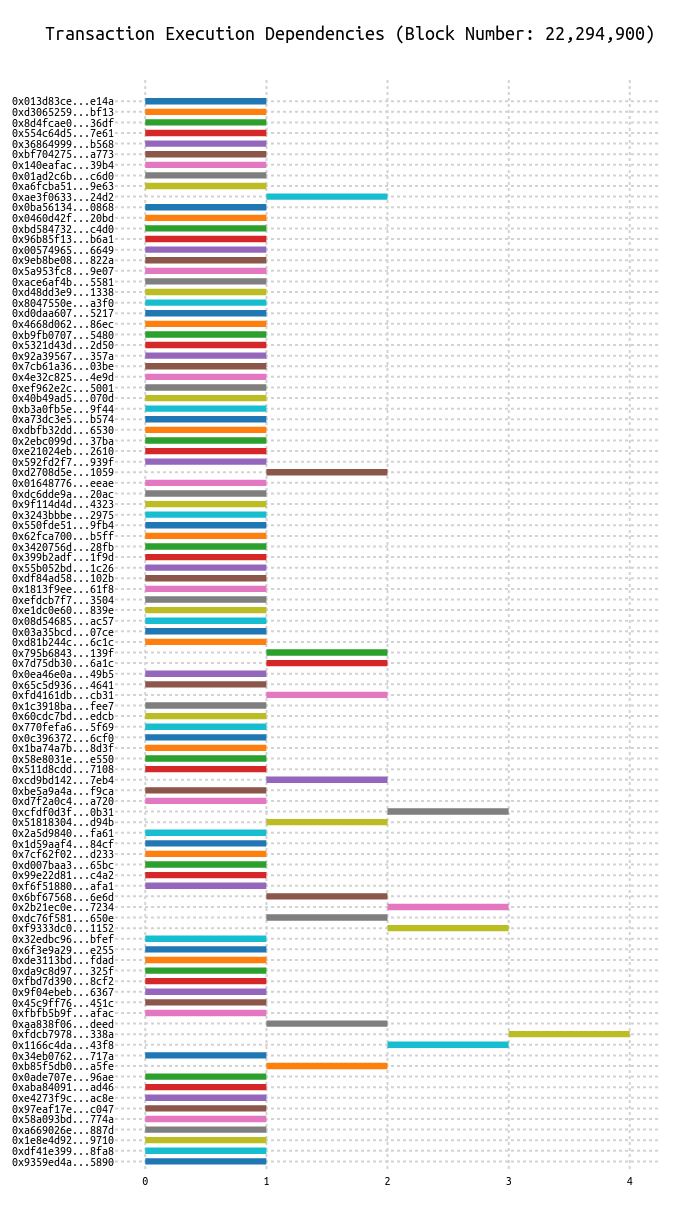 Transaction Execution Dependencies (Block Number: 22,294,900)
0x013d83ce...e14a
0xd3065259...bf13
0x8d4fcae0...36df
0x554c64d5...7e61
0x36864999...b568
0xbf704275...a773
0x140eafac...39b4
0x01ad2c6b...c6d0
0xa6fcba51...9e63
0xae3f0633...24d2
0x0ba56134...0868
0x0460d42f...20bd
0xbd584732...c4d0
0x96b85f13...b6a1
0x00574965...6649
0x9eb8be08...822a
0x5a953fc8...9e07
0xace6af4b...5581
0xd48dd3e9...1338
0x8047550e...a3f0
0xd0daa607...5217
0x4668d062...86ec
0xb9fb0707...5480
0x5321d43d...2d50
0x92a39567...357a
0x7cb61a36...03be
0x4e32c825...4e9d
0xef962e2c...5001
0x40b49ad5...070d
0xb3a0fb5e...9f44
0xa73dc3e5...b574
0xdbfb32dd...6530
0x2ebc099d...37ba
0xe21024eb...2610
0x592fd2f7...939f
0xd2708d5e...1059
0x01648776...eeae
0xdc6dde9a...20ac
0x9f114d4d...4323
0x3243bbbe...2975
0x550fde51...9fb4
0x62fca700...b5ff
0x3420756d...28fb
0x399b2adf...1f9d
0x55b052bd...1c26
0xdf84ad58...102b
0x1813f9ee...61f8
0xefdcb7f7...3504
0xe1dc0e60...839e
0x08d54685...ac57
0x03a35bcd...07ce
0xd81b244c...6c1c
0x795b6843...139f
0x7d75db30...6a1c
0x0ea46e0a...49b5
0x65c5d936...4641
0xfd4161db...cb31
0x1c3918ba...fee7
0x60cdc7bd...edcb
0x770fefa6...5f69
0x0c396372...6cf0
0x1ba74a7b...8d3f
0x58e8031e...e550
0x511d8cdd...7108
0xcd9bd142...7eb4
0xbe5a9a4a...f9ca
0xd7f2a0c4...a720
0xcfdf0d3f...0b31
0x51818304...d94b
0x2a5d9840...fa61
0x1d59aaf4...84cf
0x7cf62f02...d233
0xd007baa3...65bc
0x99e22d81...c4a2
0xf6f51880...afa1
0x6bf67568...6e6d
0x2b21ec0e...7234
0xdc76f581...650e
0xf9333dc0...1152
0x32edbc96...bfef
0x6f3e9a29...e255
0xde3113bd...fdad
0xda9c8d97...325f
0xfbd7d390...8cf2
0x9f04ebeb...6367
0x45c9ff76...451c
0xfbfb5b9f...afac
0xaa838f06...deed
0xfdcb7978...338a
0x1166c4da...43f8
0x34eb0762...717a
0xb85f5db0...a5fe
0x0ade707e...96ae
0xaba84091...ad46
0xe4273f9c...ac8e
0x97eaf17e...c047
0x58a093bd...774a
0xa669026e...887d
0x1e8e4d92...9710
0xdf41e399...8fa8
0x9359ed4a...5890
0 1 2 3 4